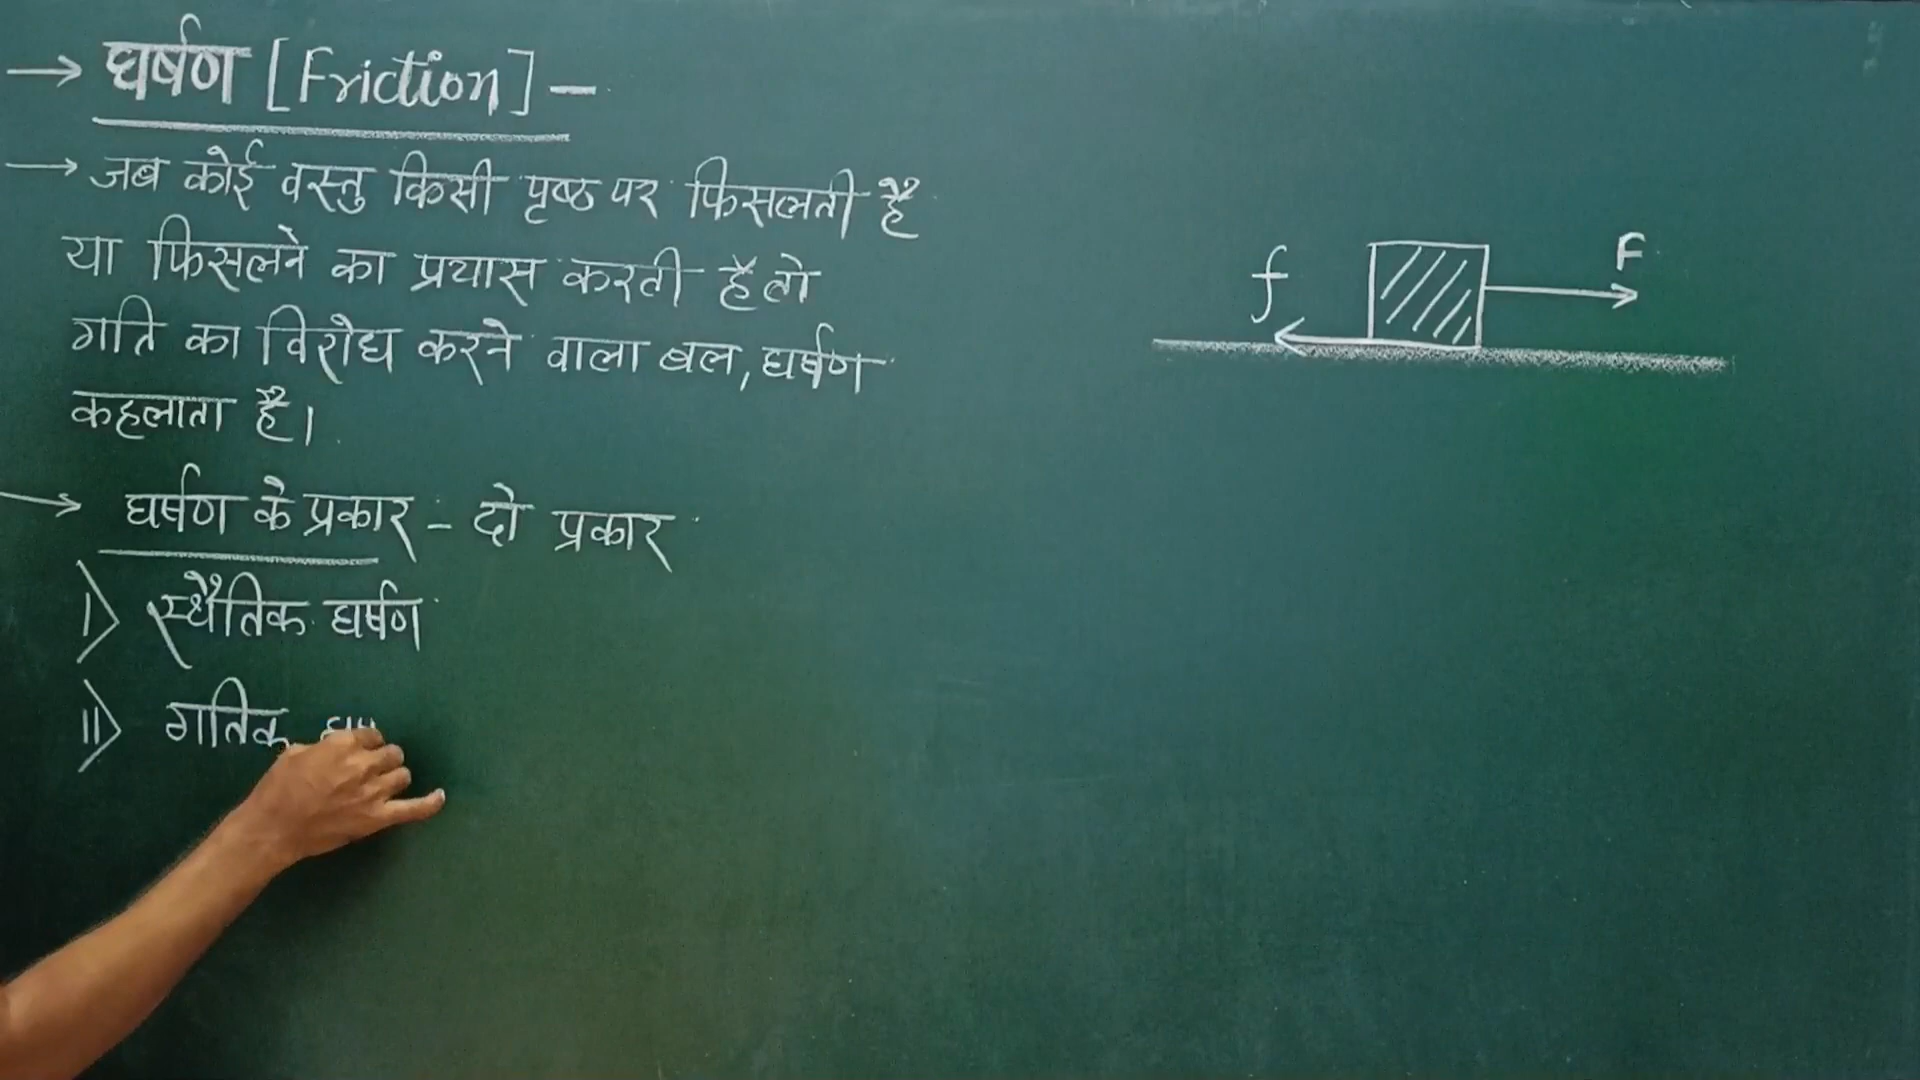 → घर्षण [Friction] –
→ जब कोई वस्तु किसी पृष्ठ पर फिसलती है
या फिसलने का प्रयास करती है तो
गति का विरोध करने वाला बल, घर्षण
कहलाता है।
→ घर्षण के प्रकार – दो प्रकार
I) स्थैतिक घर्षण
II) गतिक
f
F